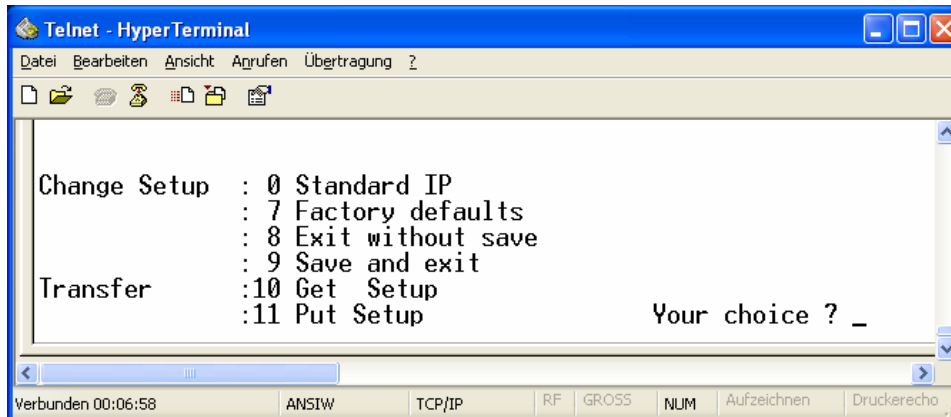 Telnet - HyperTerminal
Datei Bearbeiten Ansicht Anrufen Übertragung ?
Change Setup : 0 Standard IP
: 7 Factory defaults
: 8 Exit without save
: 9 Save and exit
Transfer :10 Get Setup
:11 Put Setup Your choice ? _
Verbunden 00:06:58 ANSIW TCP/IP RF GROSS NUM Aufzeichnen Druckerecho